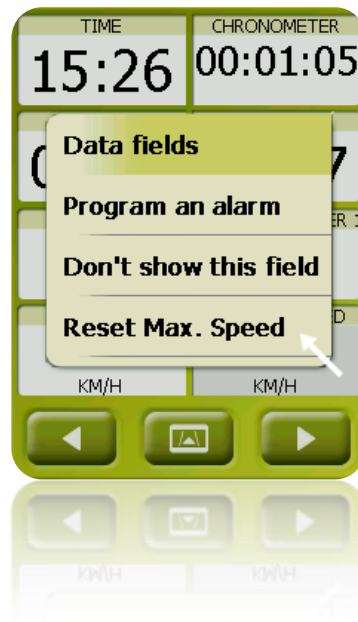 TIME CHRONOMETER
15:26 00:01:05
Data fields
Program an alarm
Don't show this field
Reset Max. Speed
KM/H KM/H